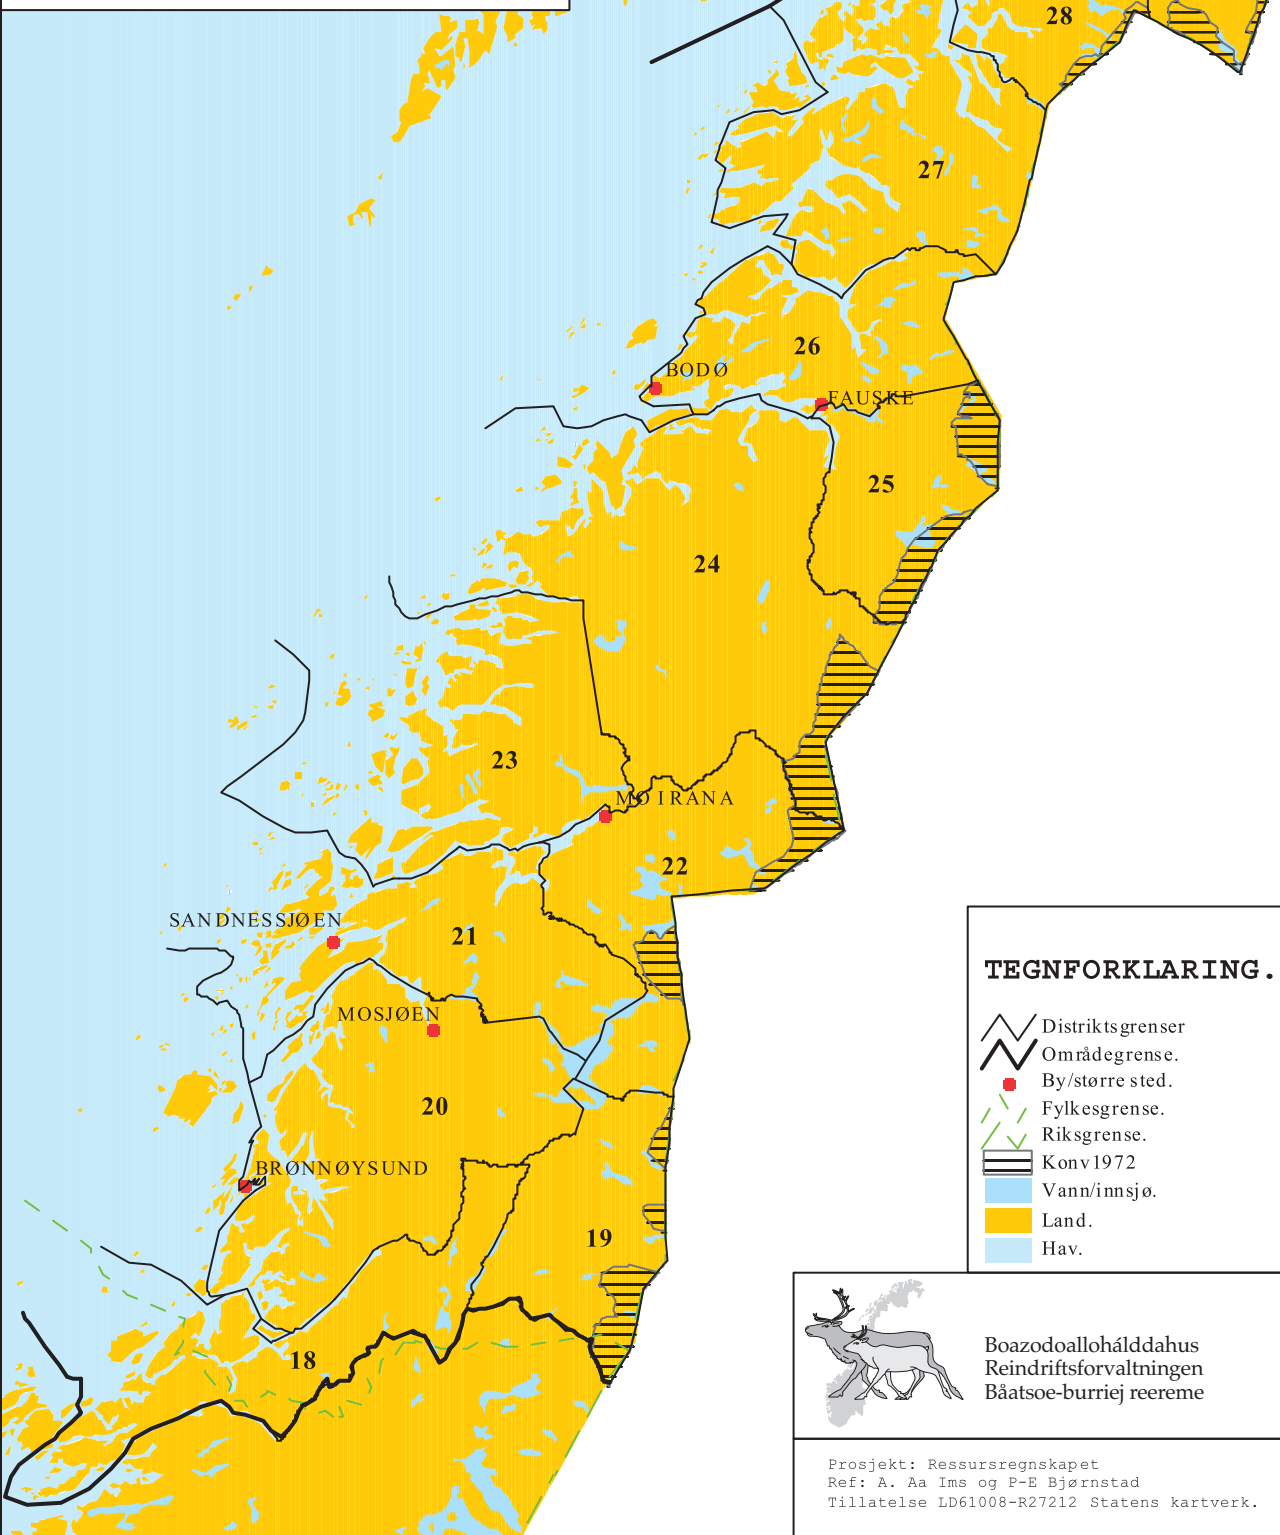 28
27
26
BODØ
FAUSKE
25
24
23
MO I RANA
22
SANDNESSJØEN
21
MOSJØEN
20
BRØNNØYSUND
19
18
TEGNFORKLARING.
Distriktsgrenser
Områdegrense.
By/større sted.
Fylkesgrense.
Riksgrense.
Konv1972
Vann/innsjø.
Land.
Hav.
Boazodoallohálddahus
Reindriftsforvaltningen
Båatsoe-burriej reereme
Prosjekt: Ressursregnskapet
Ref: A. Aa Ims og P-E Bjørnstad
Tillatelse LD61008-R27212 Statens kartverk.